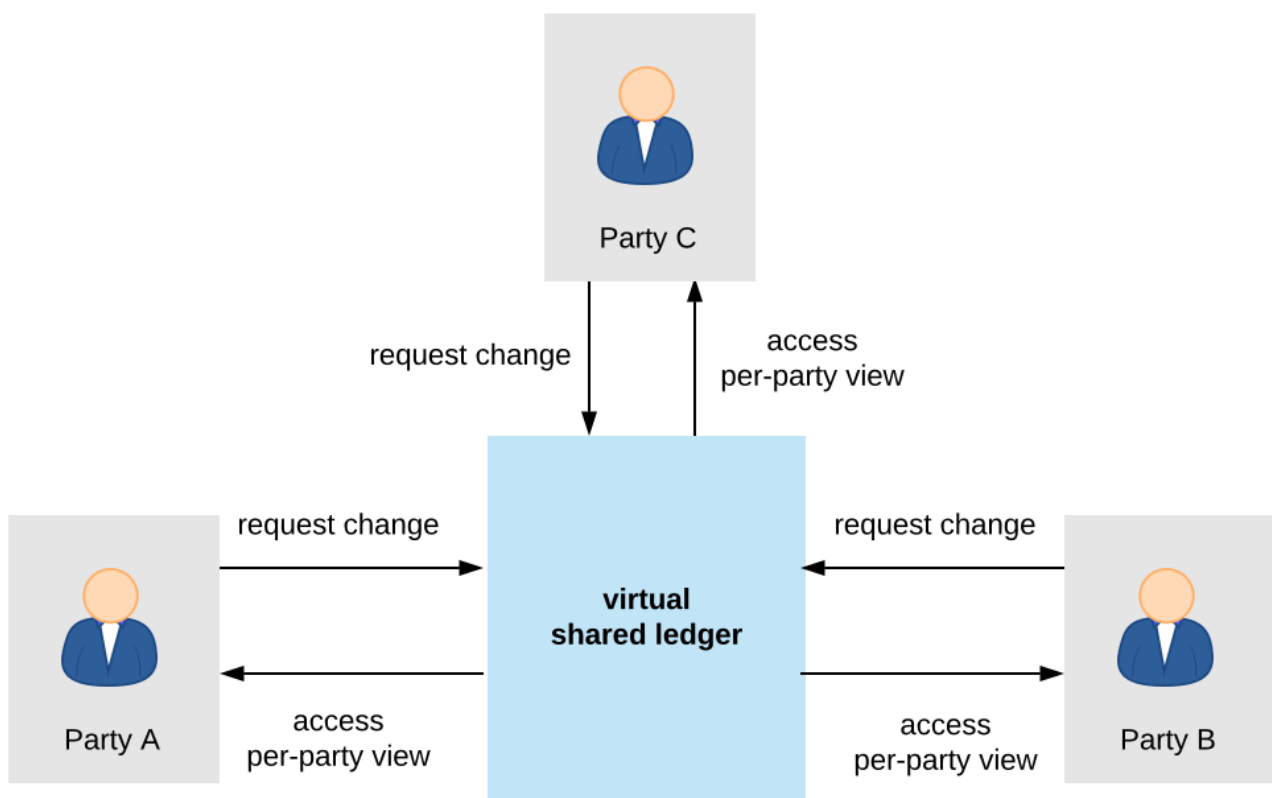 Party C
request change
access
per-party view
request change
request change
virtual
shared ledger
Party A
access
per-party view
access
per-party view
Party B